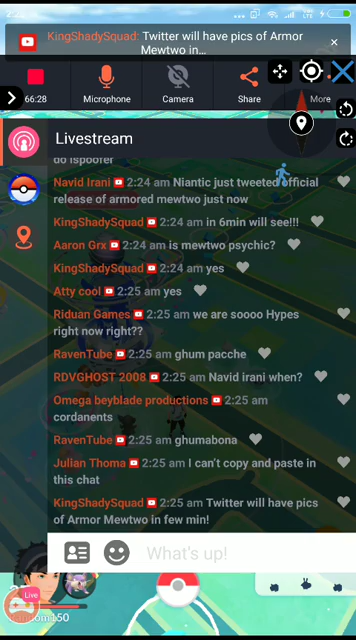 KingShadySquad: Twitter will have pics of Armor
Mewtwo in…
66:28
Microphone
Camera
Share
More
Livestream
do ispoofer
Navid Irani 2:24 am Niantic just tweeted official
release of armored mewtwo just now
KingShadySquad 2:24 am in 6min will see!!!
Aaron Grx 2:24 am is mewtwo psychic?
KingShadySquad 2:24 am yes
Atty cool 2:25 am yes
Riduan Games 2:25 am we are soooo Hypes
right now right??
RavenTube 2:25 am ghum pacche
RDVGHOST 2008 2:25 am Navid irani when?
Omega beyblade productions 2:25 am
cordanents
RavenTube 2:25 am ghumabona
Julian Thoma 2:25 am I can't copy and paste in
this chat
KingShadySquad 2:25 am Twitter will have pics
of Armor Mewtwo in few min!
What's up!
Live